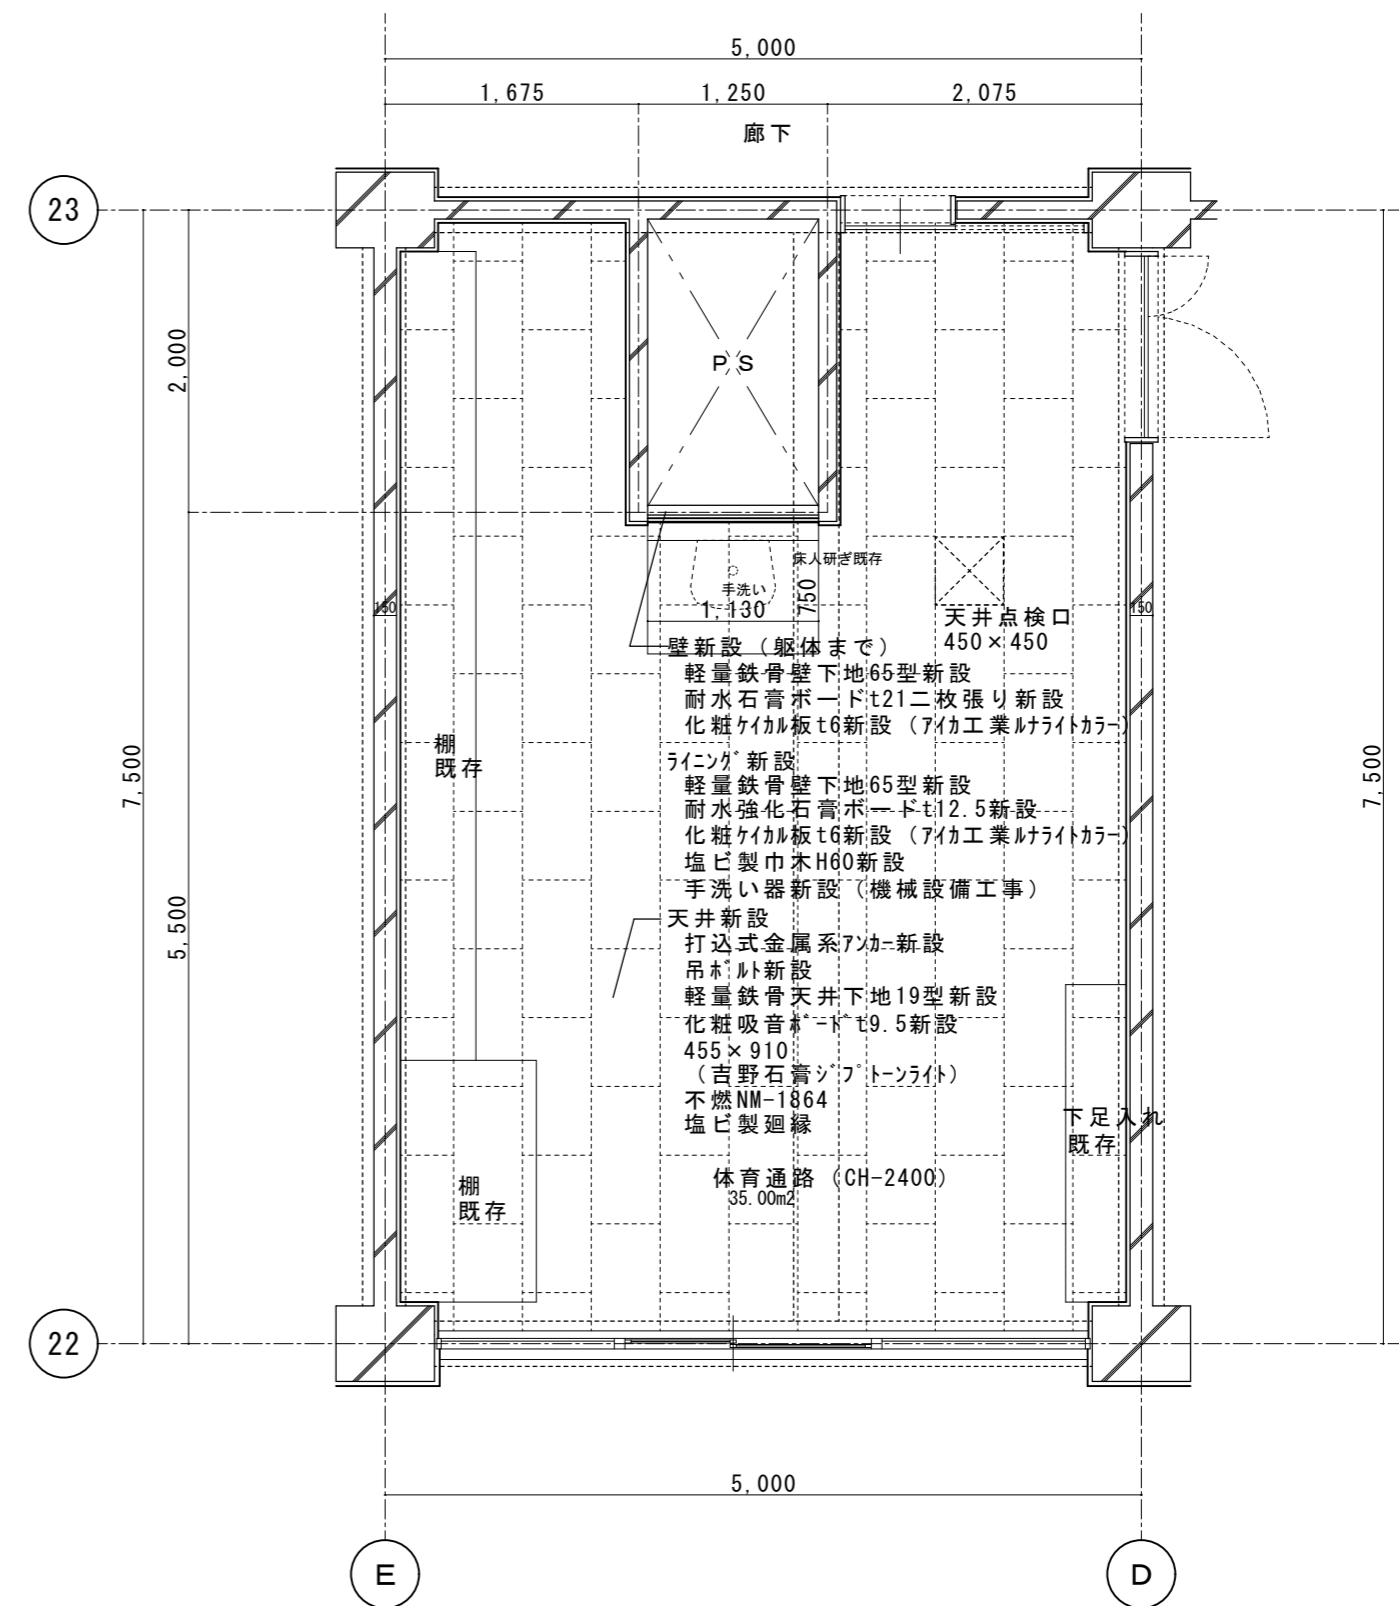 5,000
1,675
1,250
2,075
廊下
23
2,000
PS
床人研ぎ既存
手洗い
1,130
750
150
150
天井点検口
450×450
壁新設（躯体まで）
軽量鉄骨壁下地65型新設
耐水石膏ボードt21二枚張り新設
化粧ケイカル板t6新設（アイカ工業ルナライトカラー）
棚
既存
7,500
7,500
ライニング新設
軽量鉄骨壁下地65型新設
耐水強化石膏ボードt12.5新設
化粧ケイカル板t6新設（アイカ工業ルナライトカラー）
塩ビ製巾木H60新設
手洗い器新設（機械設備工事）
5,500
天井新設
打込式金属系アンカー新設
吊ボルト新設
軽量鉄骨天井下地19型新設
化粧吸音ボードt9.5新設
455×910
（吉野石膏ジプトーンライト）
不燃NM-1864
塩ビ製廻縁
下足入れ
既存
棚
既存
体育通路（CH-2400）
35.00m2
22
5,000
E
D